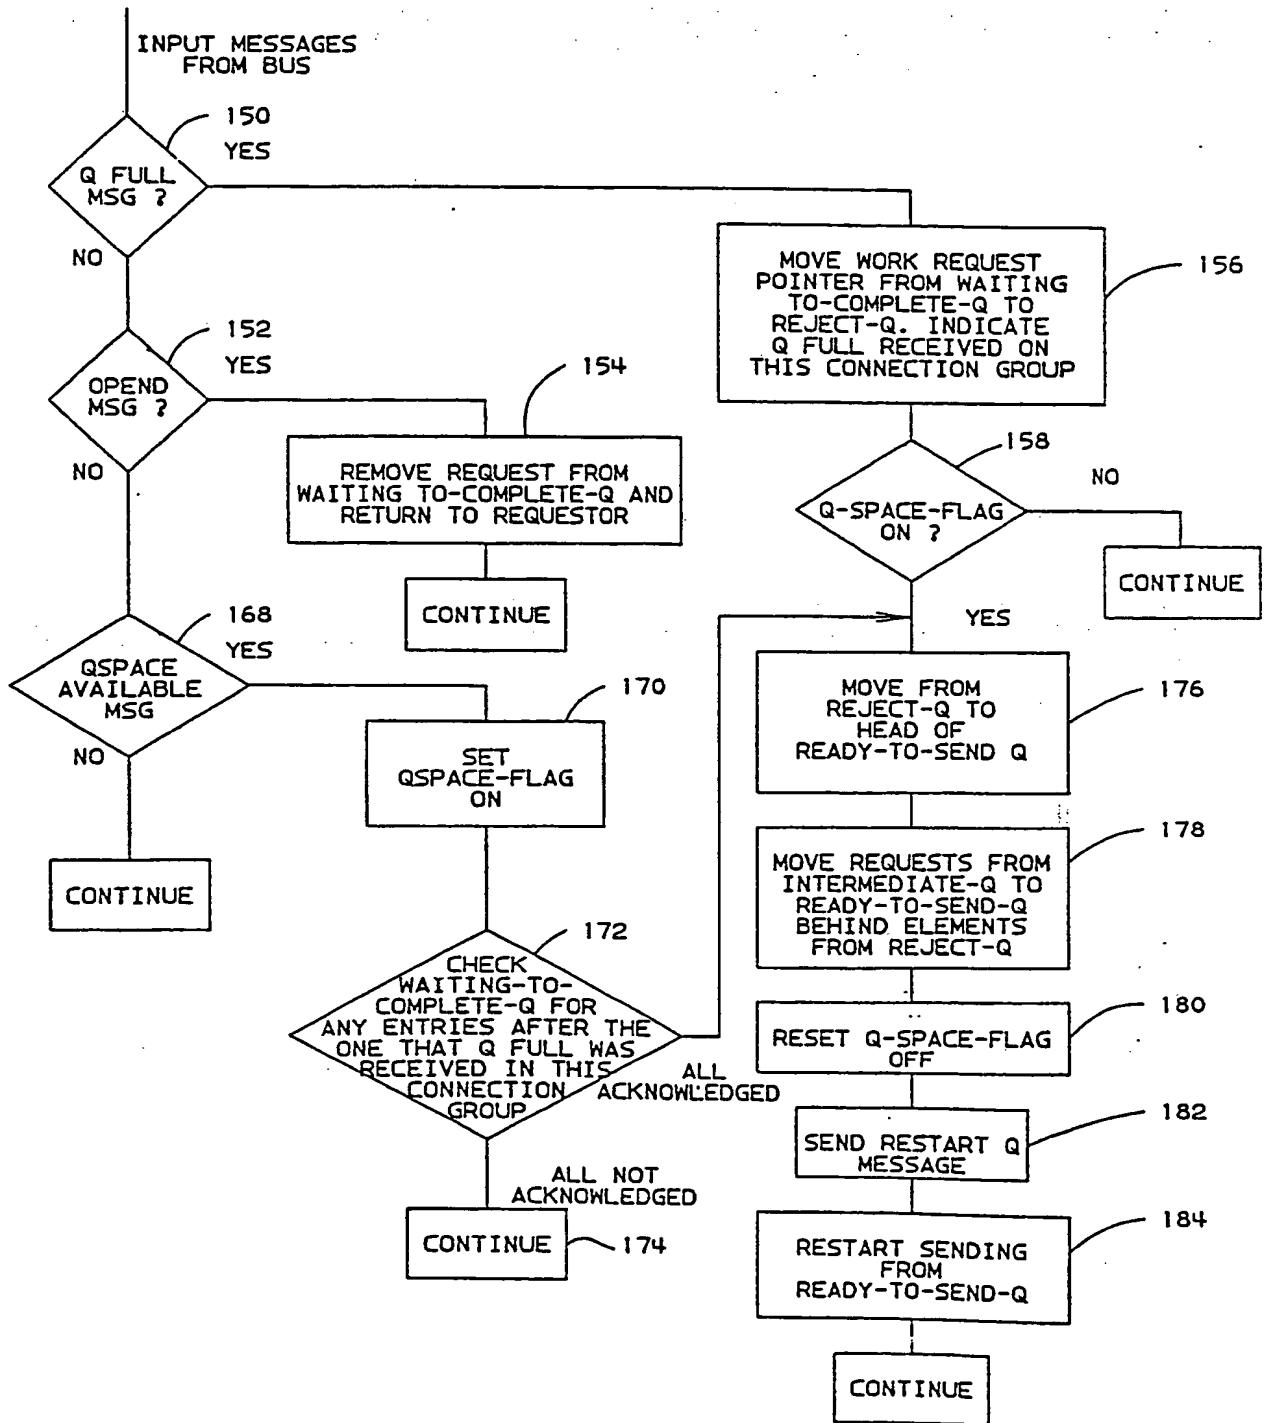 INPUT MESSAGES
FROM BUS
150
YES
Q FULL
MSG ?
NO
MOVE WORK REQUEST
POINTER FROM WAITING
TO-COMPLETE-Q TO
REJECT-Q. INDICATE
Q FULL RECEIVED ON
THIS CONNECTION GROUP
156
152
YES
OPEND
MSG ?
NO
154
REMOVE REQUEST FROM
WAITING TO-COMPLETE-Q AND
RETURN TO REQUESTOR
CONTINUE
158
Q-SPACE-FLAG
ON ?
NO
CONTINUE
YES
168
YES
QSPACE
AVAILABLE
MSG
NO
CONTINUE
170
SET
QSPACE-FLAG
ON
172
CHECK
WAITING-TO-
COMPLETE-Q FOR
ANY ENTRIES AFTER THE
ONE THAT Q FULL WAS
RECEIVED IN THIS
CONNECTION
GROUP
ALL
ACKNOWLEDGED
ALL NOT
ACKNOWLEDGED
CONTINUE
174
MOVE FROM
REJECT-Q TO
HEAD OF
READY-TO-SEND Q
176
MOVE REQUESTS FROM
INTERMEDIATE-Q TO
READY-TO-SEND-Q
BEHIND ELEMENTS
FROM REJECT-Q
178
RESET Q-SPACE-FLAG
OFF
180
SEND RESTART Q
MESSAGE
182
RESTART SENDING
FROM
READY-TO-SEND-Q
184
CONTINUE